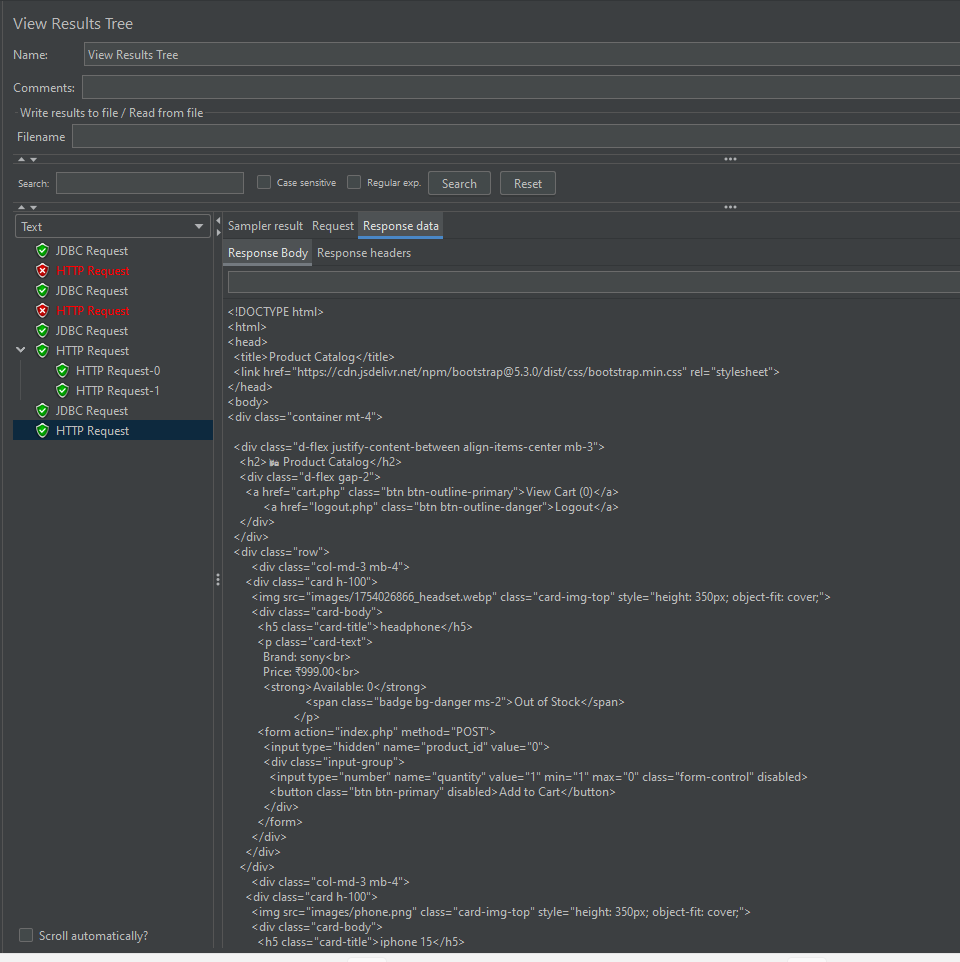 View Results Tree
Name: View Results Tree
Comments:
Write results to file / Read from file
Filename
Search: Case sensitive Regular exp. Search Reset
Text
JDBC Request
HTTP Request
JDBC Request
HTTP Request
JDBC Request
HTTP Request
HTTP Request-0
HTTP Request-1
JDBC Request
HTTP Request
Scroll automatically?
Sampler result Request Response data
Response Body Response headers
<!DOCTYPE html>
<html>
<head>
<title>Product Catalog</title>
<link href="https://cdn.jsdelivr.net/npm/bootstrap@5.3.0/dist/css/bootstrap.min.css" rel="stylesheet">
</head>
<body>
<div class="container mt-4">
<div class="d-flex justify-content-between align-items-center mb-3">
<h2> Product Catalog</h2>
<div class="d-flex gap-2">
<a href="cart.php" class="btn btn-outline-primary">View Cart (0)</a>
<a href="logout.php" class="btn btn-outline-danger">Logout</a>
</div>
</div>
<div class="row">
<div class="col-md-3 mb-4">
<div class="card h-100">
<img src="images/1754026866_headset.webp" class="card-img-top" style="height: 350px; object-fit: cover;">
<div class="card-body">
<h5 class="card-title">headphone</h5>
<p class="card-text">
Brand: sony<br>
Price: ₹999.00<br>
<strong>Available: 0</strong>
<span class="badge bg-danger ms-2">Out of Stock</span>
</p>
<form action="index.php" method="POST">
<input type="hidden" name="product_id" value="0">
<div class="input-group">
<input type="number" name="quantity" value="1" min="1" max="0" class="form-control" disabled>
<button class="btn btn-primary" disabled>Add to Cart</button>
</div>
</form>
</div>
</div>
</div>
<div class="col-md-3 mb-4">
<div class="card h-100">
<img src="images/phone.png" class="card-img-top" style="height: 350px; object-fit: cover;">
<div class="card-body">
<h5 class="card-title">iphone 15</h5>